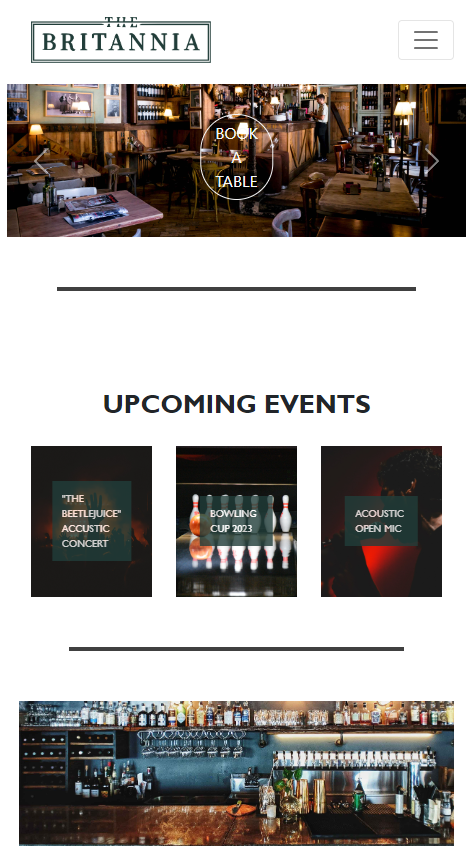 THE
BRITANNIA
BOOK
A
TABLE
UPCOMING EVENTS
"THE
BEETLEJUICE"
ACCUSTIC
CONCERT
BOWLING
CUP 2023
ACOUSTIC
OPEN MIC